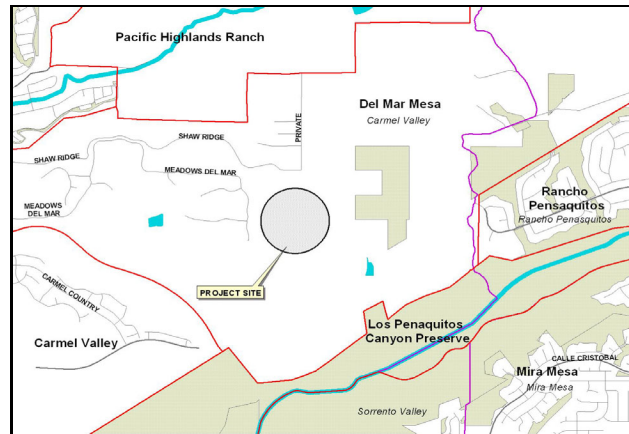 Pacific Highlands Ranch
Del Mar Mesa
Carmel Valley
PRIVATE
SHAW RIDGE
SHAW RIDGE
MEADOWS DEL MAR
MEADOWS
DEL MAR
Rancho
Pensaquitos
Rancho Penasquitos
PROJECT SITE
CARMEL COUNTRY
Carmel Valley
Los Penaquitos
Canyon Preserve
CALLE CRISTOBAL
Mira Mesa
Mira Mesa
Sorrento Valley